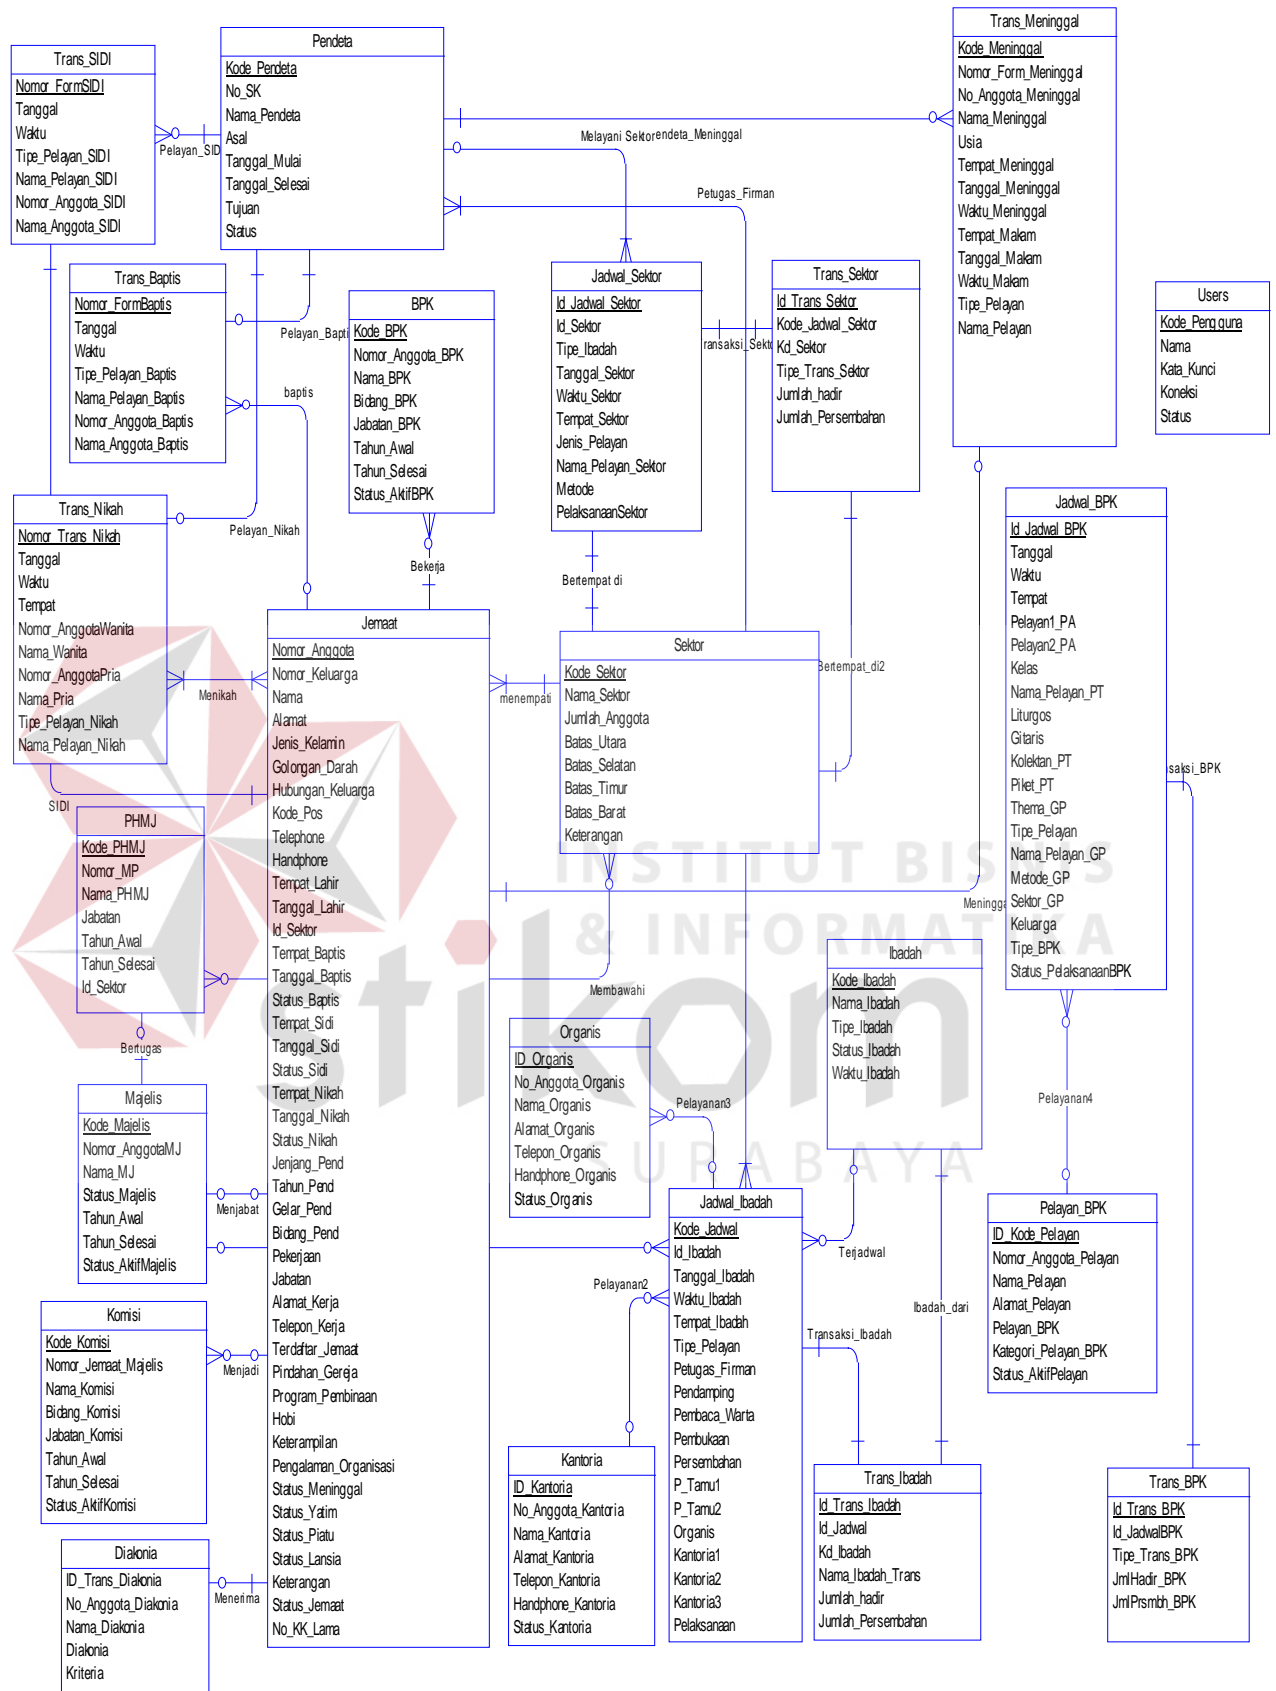 Trans_SIDI
Nomor_FormSIDI
Tanggal
Waktu
Tipe_Pelayan_SIDI
Nama_Pelayan_SIDI
Nomor_Anggota_SIDI
Nama_Anggota_SIDI
Pendeta
Kode_Pendeta
No_SK
Nama_Pendeta
Asal
Tanggal_Mulai
Tanggal_Selesai
Tujuan
Status
Trans_Meninggal
Kode_Meninggal
Nomor_Form_Meninggal
No_Anggota_Meninggal
Nama_Meninggal
Usia
Tempat_Meninggal
Tanggal_Meninggal
Waktu_Meninggal
Tempat_Makam
Tanggal_Makam
Waktu_Makam
Tipe_Pelayan
Nama_Pelayan
Pelayan_SID
Melayani Sektor
endeta_Meninggal
Petugas_Firman
Trans_Baptis
Nomor_FormBaptis
Tanggal
Waktu
Tipe_Pelayan_Baptis
Nama_Pelayan_Baptis
Nomor_Anggota_Baptis
Nama_Anggota_Baptis
Pelayan_Bapti
baptis
BPK
Kode_BPK
Nomor_Anggota_BPK
Nama_BPK
Bidang_BPK
Jabatan_BPK
Tahun_Awal
Tahun_Selesai
Status_AktifBPK
Bekerja
Jadwal_Sektor
Id_Jadwal_Sektor
Id_Sektor
Tipe_Ibadah
Tanggal_Sektor
Waktu_Sektor
Tempat_Sektor
Jenis_Pelayan
Nama_Pelayan_Sektor
Metode
PelaksanaanSektor
ransaksi_Sekto
Trans_Sektor
Id_Trans_Sektor
Kode_Jadwal_Sektor
Kd_Sektor
Tipe_Trans_Sektor
Jumlah_hadir
Jumlah_Persembahan
Users
Kode_Pengguna
Nama
Kata_Kunci
Koneksi
Status
Trans_Nikah
Nomor_Trans_Nikah
Tanggal
Waktu
Tempat
Nomor_AnggotaWanita
Nama_Wanita
Nomor_AnggotaPria
Nama_Pria
Tipe_Pelayan_Nikah
Nama_Pelayan_Nikah
Pelayan_Nikah
Menikah
SIDI
Jemaat
Nomor_Anggota
Nomor_Keluarga
Nama
Alamat
Jenis_Kelamin
Golongan_Darah
Hubungan_Keluarga
Kode_Pos
Telephone
Handphone
Tempat_Lahir
Tanggal_Lahir
Id_Sektor
Tempat_Baptis
Tanggal_Baptis
Status_Baptis
Tempat_Sidi
Tanggal_Sidi
Status_Sidi
Tempat_Nikah
Tanggal_Nikah
Status_Nikah
Jenjang_Pend
Tahun_Pend
Gelar_Pend
Bidang_Pend
Pekerjaan
Jabatan
Alamat_Kerja
Telepon_Kerja
Terdaftar_Jemaat
Pindahan_Gereja
Program_Pembinaan
Hobi
Keterampilan
Pengalaman_Organisasi
Status_Meninggal
Status_Yatim
Status_Piatu
Status_Lansia
Keterangan
Status_Jemaat
No_KK_Lama
Bertempat di
menempati
Sektor
Kode_Sektor
Nama_Sektor
Jumlah_Anggota
Batas_Utara
Batas_Selatan
Batas_Timur
Batas_Barat
Keterangan
Bertempat_di2
Membawahi
Meningga
Jadwal_BPK
Id_Jadwal_BPK
Tanggal
Waktu
Tempat
Pelayan1_PA
Pelayan2_PA
Kelas
Nama_Pelayan_PT
Liturgos
Gitaris
Kolektan_PT
Piket_PT
Thema_GP
Tipe_Pelayan
Nama_Pelayan_GP
Metode_GP
Sektor_GP
Keluarga
Tipe_BPK
Status_PelaksanaanBPK
saksi_BPK
Pelayanan4
PHMJ
Kode_PHMJ
Nomor_MP
Nama_PHMJ
Jabatan
Tahun_Awal
Tahun_Selesai
Id_Sektor
Bertugas
Majelis
Kode_Majelis
Nomor_AnggotaMJ
Nama_MJ
Status_Majelis
Tahun_Awal
Tahun_Selesai
Status_AktifMajelis
Menjabat
Komisi
Kode_Komisi
Nomor_Jemaat_Majelis
Nama_Komisi
Bidang_Komisi
Jabatan_Komisi
Tahun_Awal
Tahun_Selesai
Status_AktifKomisi
Menjadi
Diakonia
ID_Trans_Diakonia
No_Anggota_Diakonia
Nama_Diakonia
Diakonia
Kriteria
Menerima
Organis
ID_Organis
No_Anggota_Organis
Nama_Organis
Alamat_Organis
Telepon_Organis
Handphone_Organis
Status_Organis
Pelayanan3
Ibadah
Kode_Ibadah
Nama_Ibadah
Tipe_Ibadah
Status_Ibadah
Waktu_Ibadah
Terjadwal
Ibadah_dari
Jadwal_Ibadah
Kode_Jadwal
Id_Ibadah
Tanggal_Ibadah
Waktu_Ibadah
Tempat_Ibadah
Tipe_Pelayan
Petugas_Firman
Pendamping
Pembaca_Warta
Pembukaan
Persembahan
P_Tamu1
P_Tamu2
Organis
Kantoria1
Kantoria2
Kantoria3
Pelaksanaan
Pelayanan2
Transaksi_Ibadah
Kantoria
ID_Kantoria
No_Anggota_Kantoria
Nama_Kantoria
Alamat_Kantoria
Telepon_Kantoria
Handphone_Kantoria
Status_Kantoria
Trans_Ibadah
Id_Trans_Ibadah
Id_Jadwal
Kd_Ibadah
Nama_Ibadah_Trans
Jumlah_hadir
Jumlah_Persembahan
Pelayan_BPK
ID_Kode_Pelayan
Nomor_Anggota_Pelayan
Nama_Pelayan
Alamat_Pelayan
Pelayan_BPK
Kategori_Pelayan_BPK
Status_AktifPelayan
Trans_BPK
Id_Trans_BPK
Id_JadwalBPK
Tipe_Trans_BPK
JmlHadir_BPK
JmlPrsmbh_BPK
INSTITUT BISNIS
& INFORMATIKA
stikom
SURABAYA